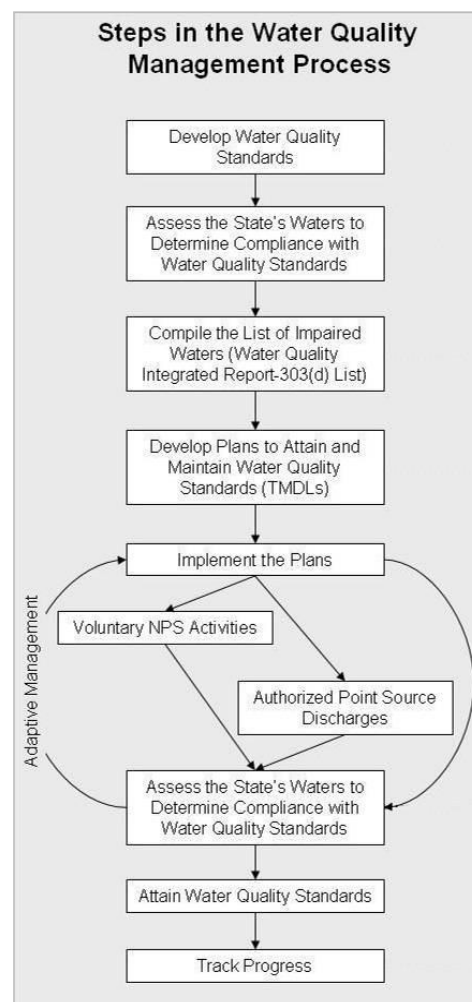 Steps in the Water Quality
Management Process
Develop Water Quality
Standards
Assess the State's Waters to
Determine Compliance with
Water Quality Standards
Compile the List of Impaired
Waters (Water Quality
Integrated Report-303(d) List)
Develop Plans to Attain and
Maintain Water Quality
Standards (TMDLs)
Implement the Plans
Adaptive Management
Voluntary NPS Activities
Authorized Point Source
Discharges
Assess the State's Waters to
Determine Compliance with
Water Quality Standards
Attain Water Quality Standards
Track Progress